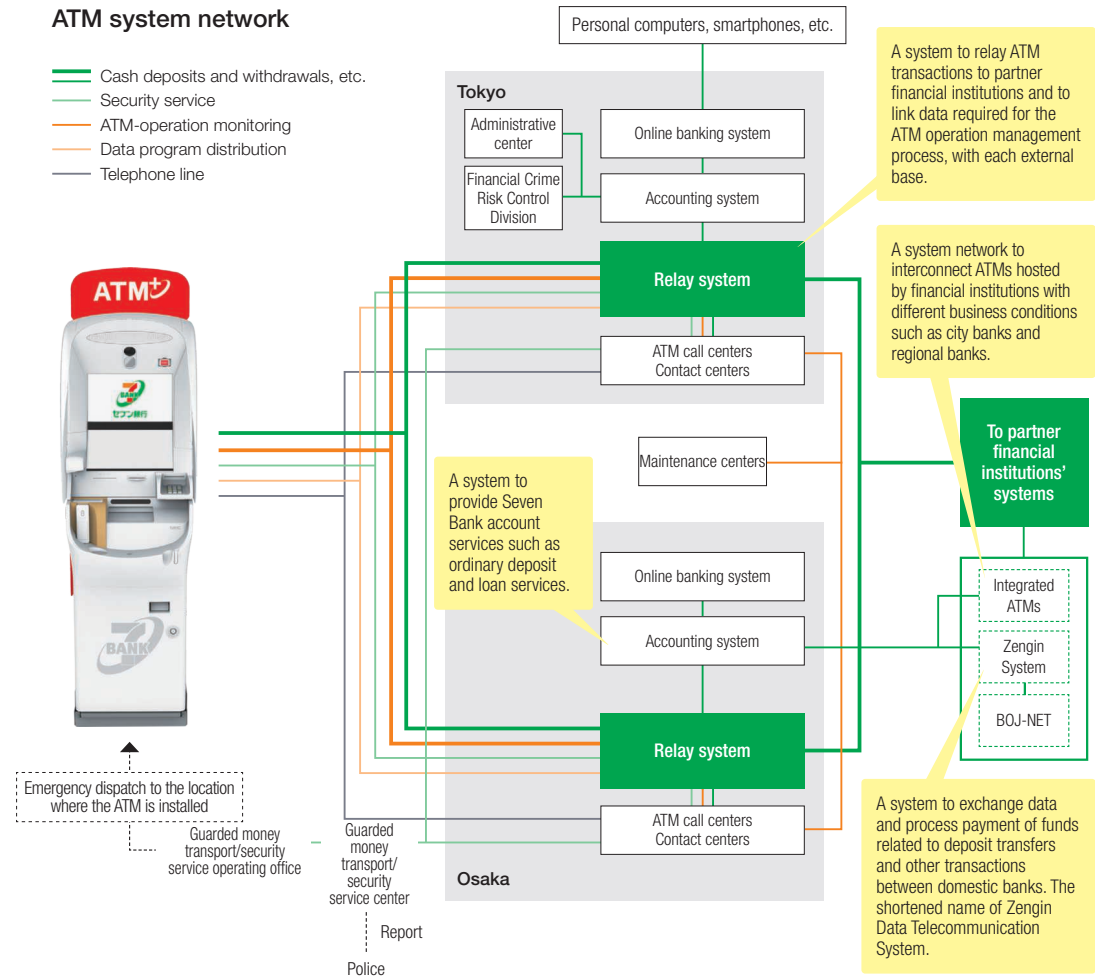 ATM system network
Cash deposits and withdrawals, etc.
Security service
ATM-operation monitoring
Data program distribution
Telephone line
Personal computers, smartphones, etc.
Tokyo
Administrative
center
Financial Crime
Risk Control
Division
Online banking system
Accounting system
Relay system
ATM call centers
Contact centers
A system to relay ATM
transactions to partner
financial institutions and to
link data required for the
ATM operation management
process, with each external
base.
A system network to
interconnect ATMs hosted
by financial institutions with
different business conditions
such as city banks and
regional banks.
ATM+
7
BANK
セブン銀行
7
BANK
Maintenance centers
To partner
financial
institutions’
systems
A system to
provide Seven
Bank account
services such as
ordinary deposit
and loan services.
Online banking system
Accounting system
Relay system
ATM call centers
Contact centers
Osaka
Integrated
ATMs
Zengin
System
BOJ-NET
A system to exchange data
and process payment of funds
related to deposit transfers
and other transactions
between domestic banks. The
shortened name of Zengin
Data Telecommunication
System.
Emergency dispatch to the location
where the ATM is installed
Guarded money
transport/security
service operating office
Guarded
money
transport/
security
service center
Report
Police